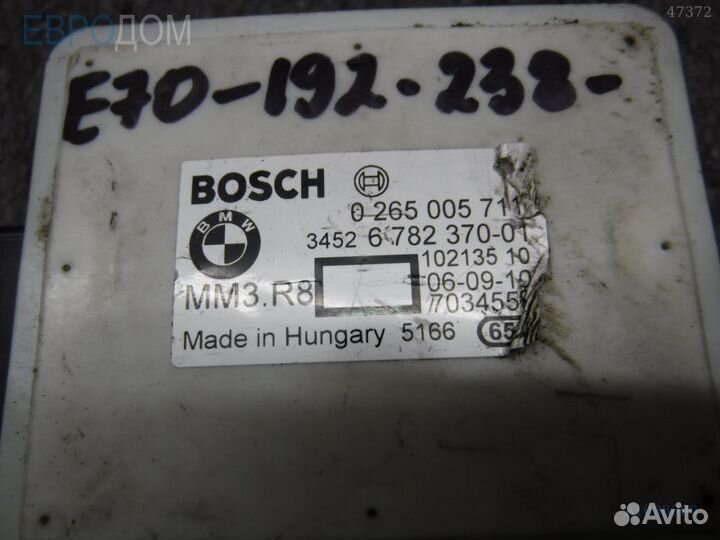 47372
ЕВРОДОМ
E70-192.238-
BOSCH
0 265 005 711
BMW
3452 6 782 370-01
102135 10
MM3.R8
06-09-10
703455
Made in Hungary 5166 65
Avito